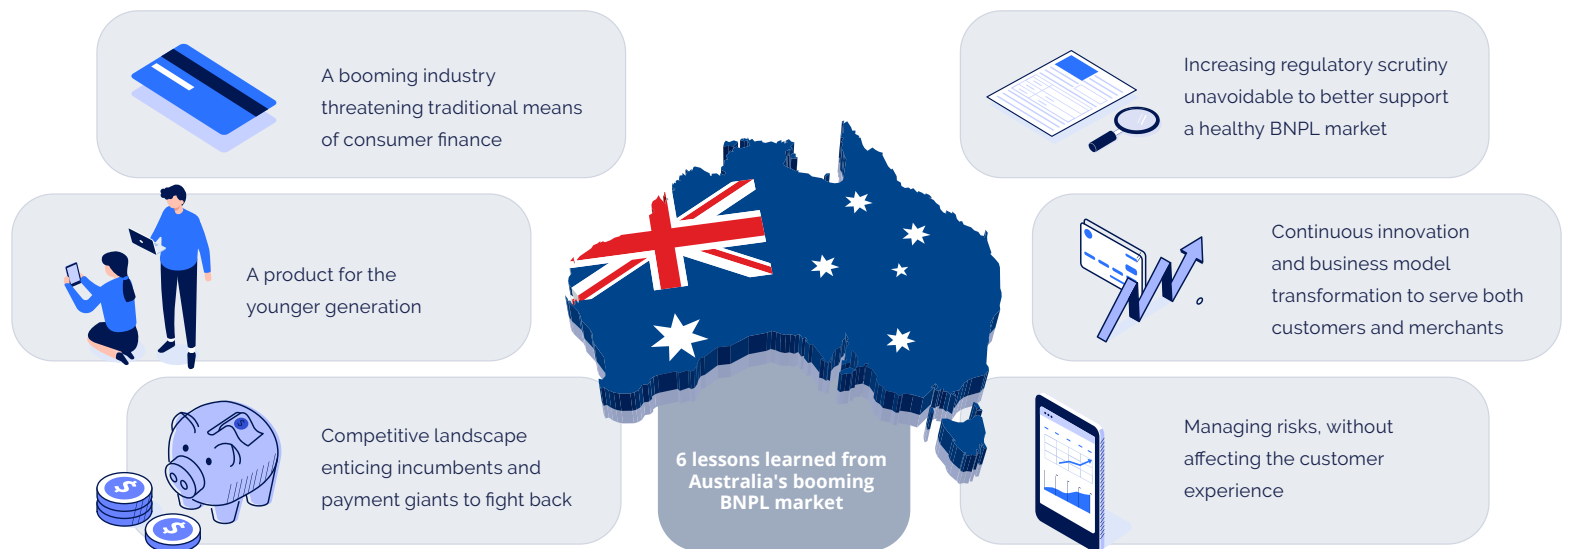 A booming industry
threatening traditional means
of consumer finance
A product for the
younger generation
Competitive landscape
enticing incumbents and
payment giants to fight back
6 lessons learned from
Australia's booming
BNPL market
Increasing regulatory scrutiny
unavoidable to better support
a healthy BNPL market
Continuous innovation
and business model
transformation to serve both
customers and merchants
Managing risks, without
affecting the customer
experience